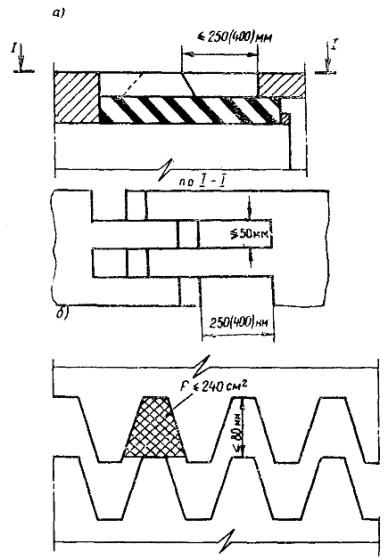 а)
≤ 250(400) мм
I I
по I - I
≤ 50 мм
б)
250(400) мм
F ≤ 240 см²
≤ 80 мм